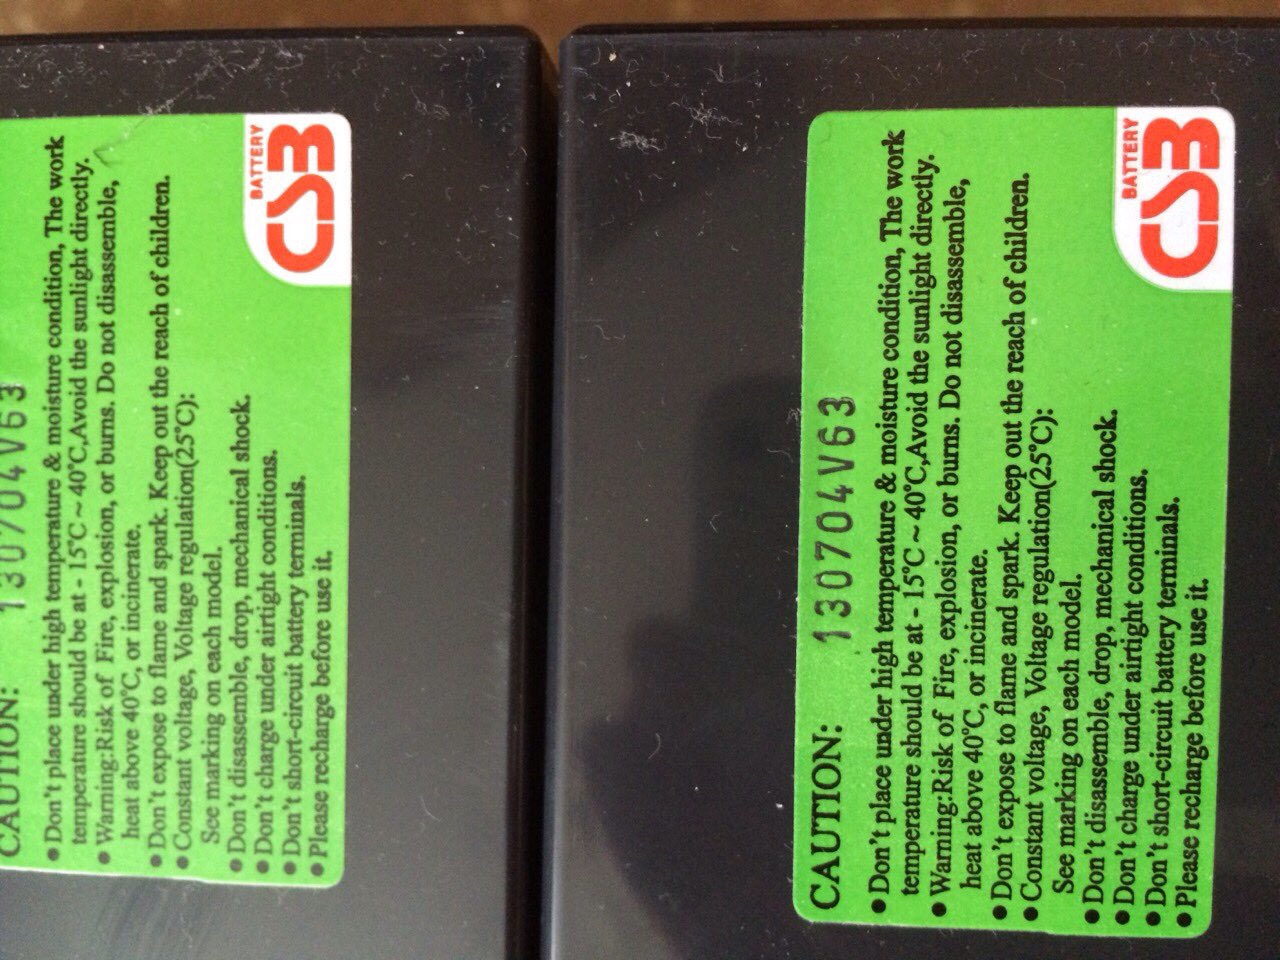 CAUTION: 130704V63
●Don't place under high temperature & moisture condition, The work
temperature should be at - 15℃ ~ 40℃,Avoid the sunlight directly.
●Warning:Risk of Fire, explosion, or burns. Do not disassemble,
heat above 40℃, or incinerate.
●Don't expose to flame and spark. Keep out the reach of children.
●Constant voltage, Voltage regulation(25℃):
See marking on each model.
●Don't disassemble, drop, mechanical shock.
●Don't charge under airtight conditions.
●Don't short-circuit battery terminals.
●Please recharge before use it.
BATTERY
CSB
CAUTION: 130704V63
●Don't place under high temperature & moisture condition, The work
temperature should be at - 15℃ ~ 40℃,Avoid the sunlight directly.
●Warning:Risk of Fire, explosion, or burns. Do not disassemble,
heat above 40℃, or incinerate.
●Don't expose to flame and spark. Keep out the reach of children.
●Constant voltage, Voltage regulation(25℃):
See marking on each model.
●Don't disassemble, drop, mechanical shock.
●Don't charge under airtight conditions.
●Don't short-circuit battery terminals.
●Please recharge before use it.
BATTERY
CSB